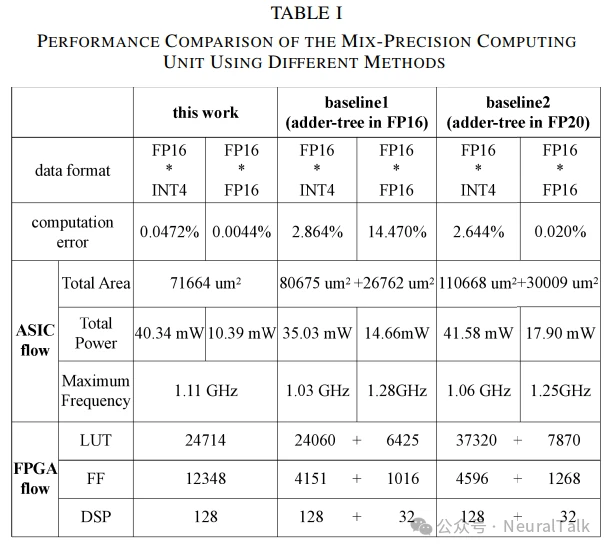 TABLE I
PERFORMANCE COMPARISON OF THE MIX-PRECISION COMPUTING
UNIT USING DIFFERENT METHODS
this work
baseline1
(adder-tree in FP16)
baseline2
(adder-tree in FP20)
data format
FP16
*
INT4
FP16
*
FP16
FP16
*
INT4
FP16
*
FP16
FP16
*
INT4
FP16
*
FP16
computation
error
0.0472%
0.0044%
2.864%
14.470%
2.644%
0.020%
ASIC
flow
Total Area
71664 um²
80675 um² +26762 um²
110668 um²+30009 um²
Total
Power
40.34 mW
10.39 mW
35.03 mW
14.66mW
41.58 mW
17.90 mW
Maximum
Frequency
1.11 GHz
1.03 GHz
1.28GHz
1.06 GHz
1.25GHz
FPGA
flow
LUT
24714
24060 + 6425
37320 + 7870
FF
12348
4151 + 1016
4596 + 1268
DSP
128
128 + 32
128 + 32
公众号 · NeuralTalk